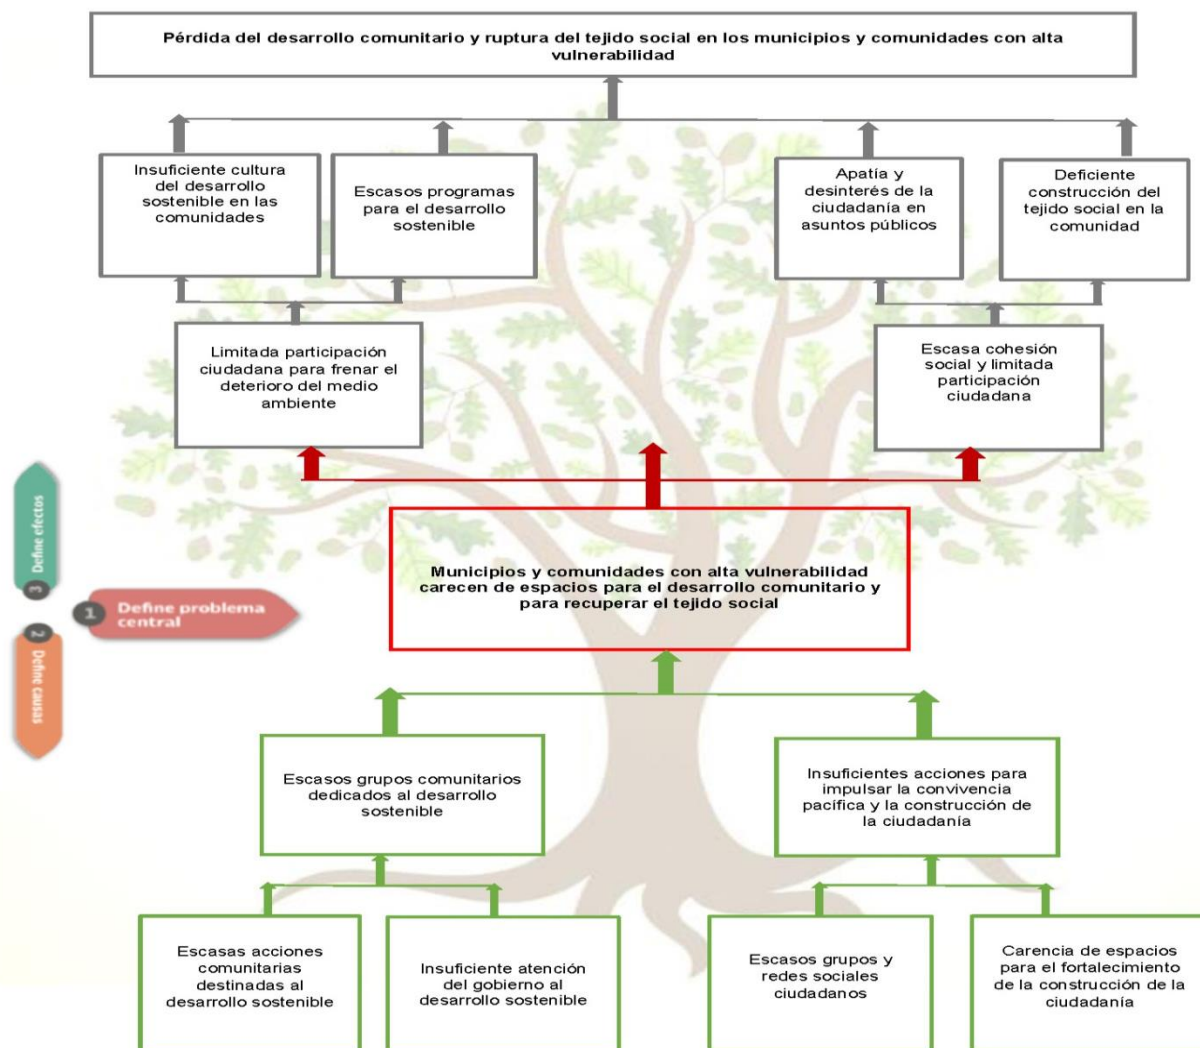 Pérdida del desarrollo comunitario y ruptura del tejido social en los municipios y comunidades con alta
vulnerabilidad
Insuficiente cultura
del desarrollo
sostenible en las
comunidades
Escasos programas
para el desarrollo
sostenible
Apatía y
desinterés de la
ciudadanía en
asuntos públicos
Deficiente
construcción del
tejido social en la
comunidad
Limitada participación
ciudadana para frenar el
deterioro del medio
ambiente
Escasa cohesión
social y limitada
participación
ciudadana
3 Define efectos
1 Define problema
central
2 Define causas
Municipios y comunidades con alta vulnerabilidad
carecen de espacios para el desarrollo comunitario y
para recuperar el tejido social
Escasos grupos comunitarios
dedicados al desarrollo
sostenible
Insuficientes acciones para
impulsar la convivencia
pacífica y la construcción de
la ciudadanía
Escasas acciones
comunitarias
destinadas al
desarrollo sostenible
Insuficiente atención
del gobierno al
desarrollo sostenible
Escasos grupos y
redes sociales
ciudadanos
Carencia de espacios
para el fortalecimiento
de la construcción de la
ciudadanía